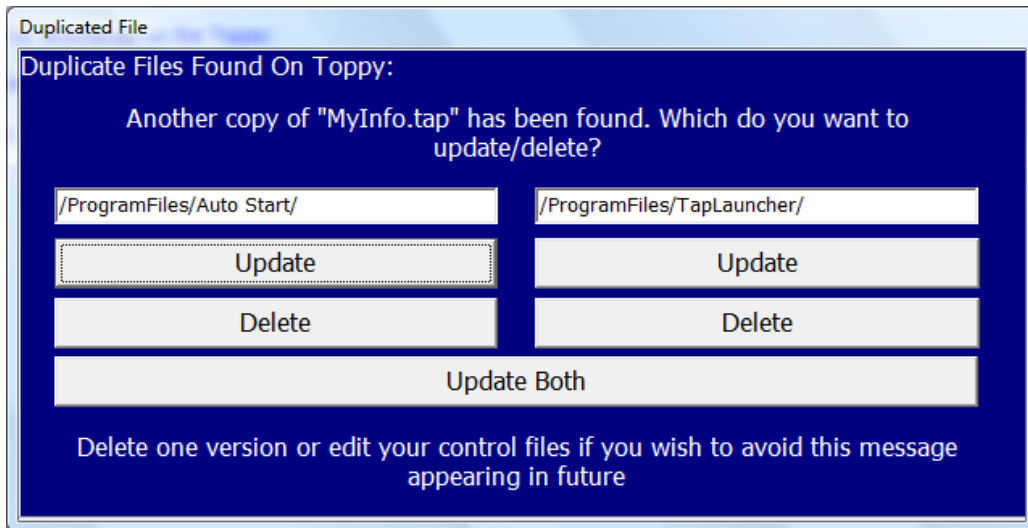 Duplicated File
Duplicate Files Found On Toppy:
Another copy of "MyInfo.tap" has been found. Which do you want to
update/delete?
/ProgramFiles/Auto Start/
/ProgramFiles/TapLauncher/
Update
Update
Delete
Delete
Update Both
Delete one version or edit your control files if you wish to avoid this message
appearing in future